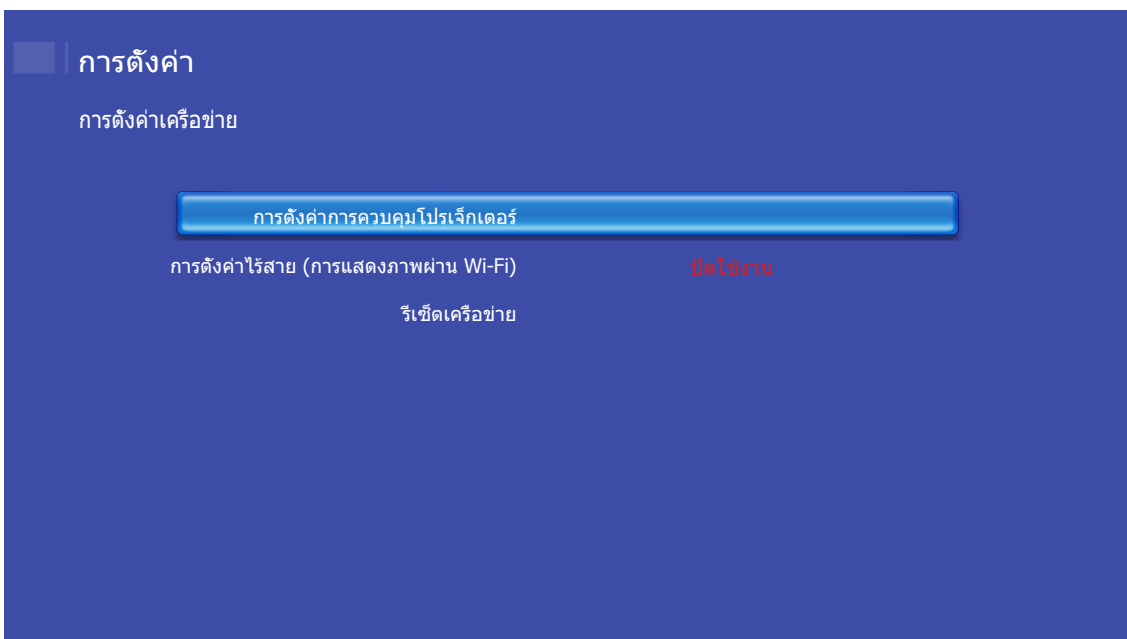 การตั้งค่า
การตั้งค่าเครือข่าย
การตั้งค่าการควบคุมโปรเจ็กเตอร์
การตั้งค่าไร้สาย (การแสดงภาพผ่าน Wi-Fi) ปิดใช้งาน
รีเซ็ตเครือข่าย